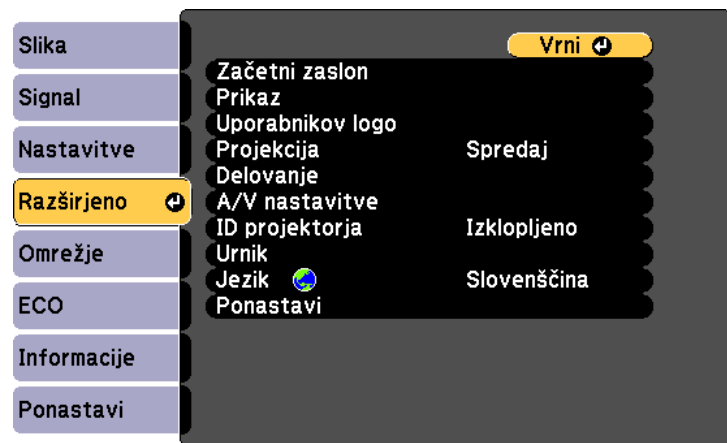 Slika
Signal
Nastavitve
Razširjeno
Omrežje
ECO
Informacije
Ponastavi
Vrni
Začetni zaslon
Prikaz
Uporabnikov logo
Projekcija Spredaj
Delovanje
A/V nastavitve
ID projektorja Izklopljeno
Urnik
Jezik Slovenščina
Ponastavi